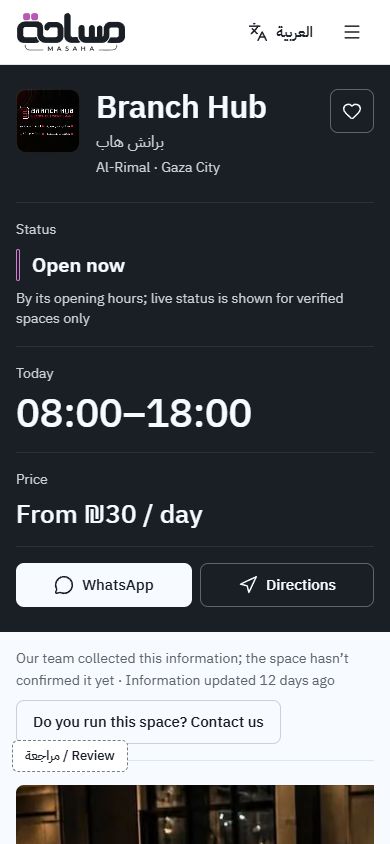 مساحة
MASAHA
العربية
BRANCH HUB
Branch Hub
برانش هاب
Al-Rimal · Gaza City
Status
Open now
By its opening hours; live status is shown for verified
spaces only
Today
08:00–18:00
Price
From ₪30 / day
WhatsApp
Directions
Our team collected this information; the space hasn’t
confirmed it yet · Information updated 12 days ago
Do you run this space? Contact us
مراجعة / Review